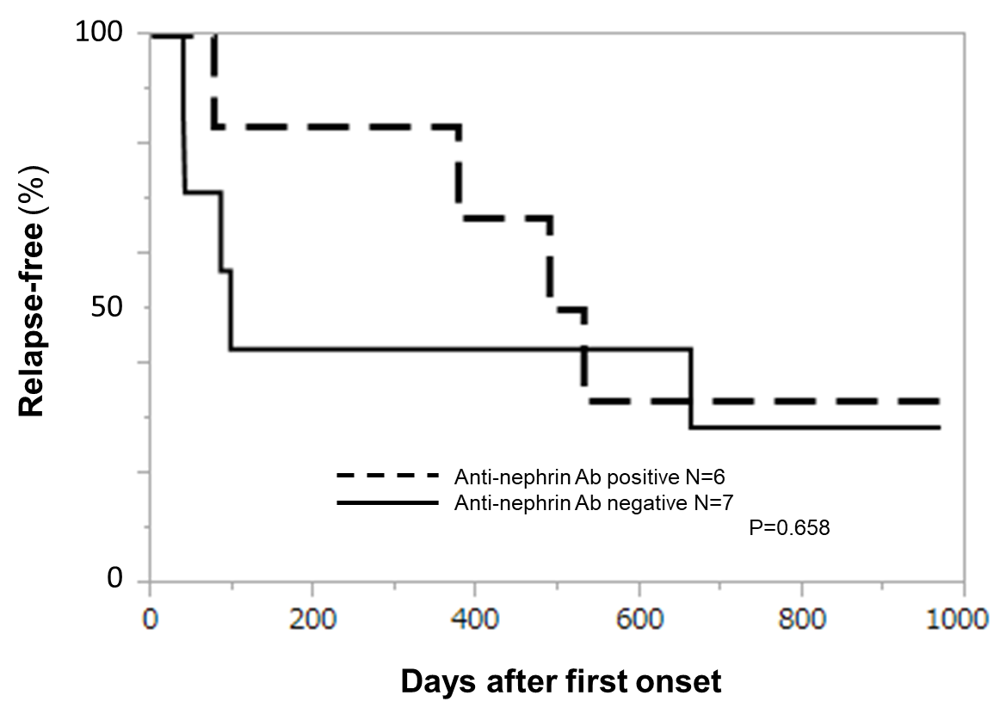 100
50
0
Relapse-free (%)
Anti-nephrin Ab positive N=6
Anti-nephrin Ab negative N=7
P=0.658
0 200 400 600 800 1000
Days after first onset